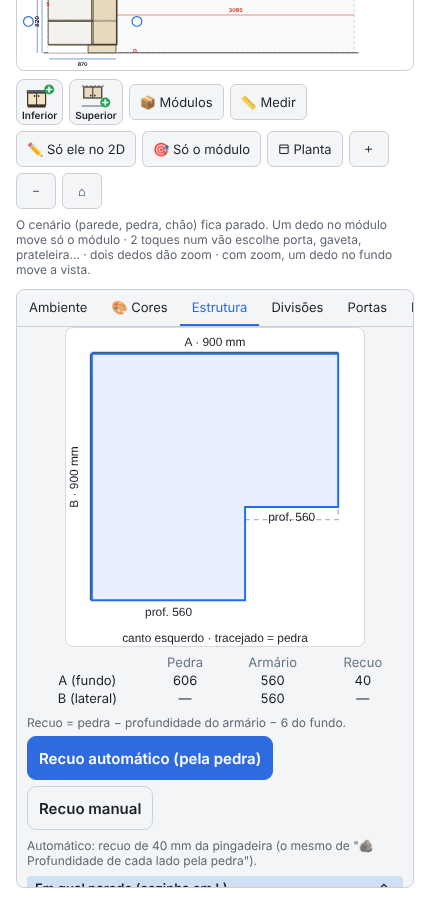 3095
820
0
870
Inferior
Superior
📦 Módulos
📏 Medir
✏️ Só ele no 2D
🎯 Só o módulo
Planta
+
−
⌂
O cenário (parede, pedra, chão) fica parado. Um dedo no módulo
move só o módulo · 2 toques num vão escolhe porta, gaveta,
prateleira... · dois dedos dão zoom · com zoom, um dedo no fundo
move a vista.
Ambiente
🎨 Cores
Estrutura
Divisões
Portas
A · 900 mm
B · 900 mm
prof. 560
prof. 560
canto esquerdo · tracejado = pedra
Pedra Armário Recuo
A (fundo) 606 560 40
B (lateral) — 560 —
Recuo = pedra − profundidade do armário − 6 do fundo.
Recuo automático (pela pedra)
Recuo manual
Automático: recuo de 40 mm da pingadeira (o mesmo de "🪨
Profundidade de cada lado pela pedra").
Em qual parede (cozinha em L)